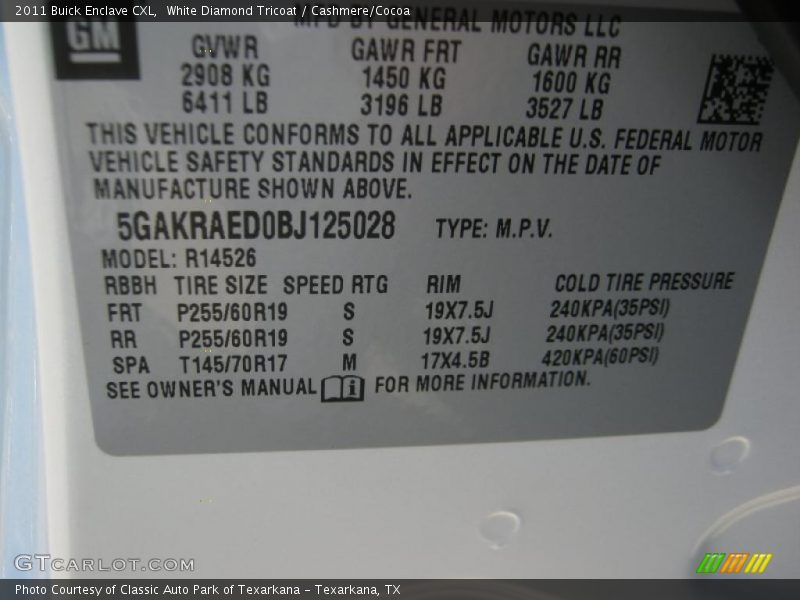 2011 Buick Enclave CXL, White Diamond Tricoat / Cashmere/Cocoa
MFD BY GENERAL MOTORS LLC
GM
GVWR GAWR FRT GAWR RR
2908 KG 1450 KG 1600 KG
6411 LB 3196 LB 3527 LB
THIS VEHICLE CONFORMS TO ALL APPLICABLE U.S. FEDERAL MOTOR
VEHICLE SAFETY STANDARDS IN EFFECT ON THE DATE OF
MANUFACTURE SHOWN ABOVE.
5GAKRAED0BJ125028 TYPE: M.P.V.
MODEL: R14526
RBBH TIRE SIZE SPEED RTG RIM COLD TIRE PRESSURE
FRT P255/60R19 S 19X7.5J 240KPA(35PSI)
RR P255/60R19 S 19X7.5J 240KPA(35PSI)
SPA T145/70R17 M 17X4.5B 420KPA(60PSI)
SEE OWNER'S MANUAL FOR MORE INFORMATION.
GTCARLOT.COM
Photo Courtesy of Classic Auto Park of Texarkana - Texarkana, TX